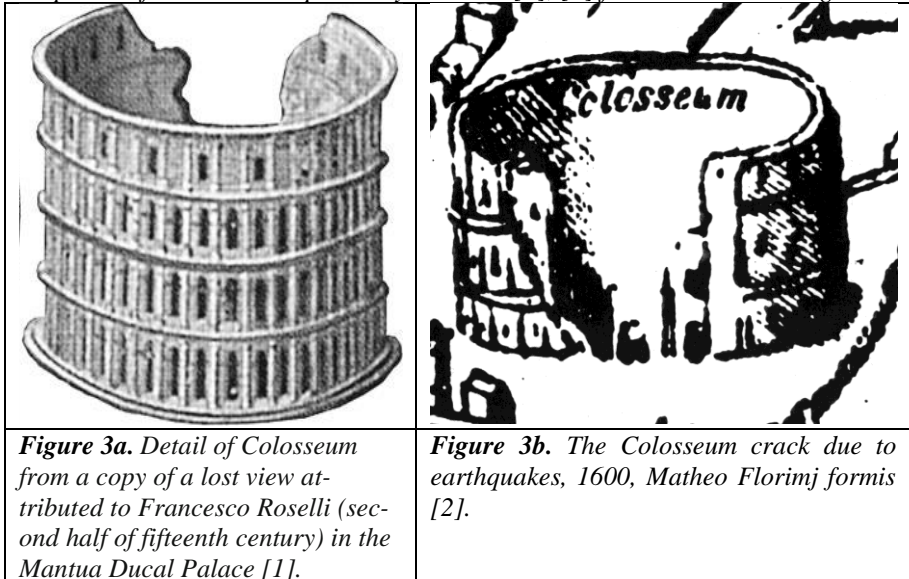 Colosseum
Figure 3a. Detail of Colosseum
from a copy of a lost view at-
tributed to Francesco Roselli (sec-
ond half of fifteenth century) in the
Mantua Ducal Palace [1].
Figure 3b. The Colosseum crack due to
earthquakes, 1600, Matheo Florimj formis
[2].